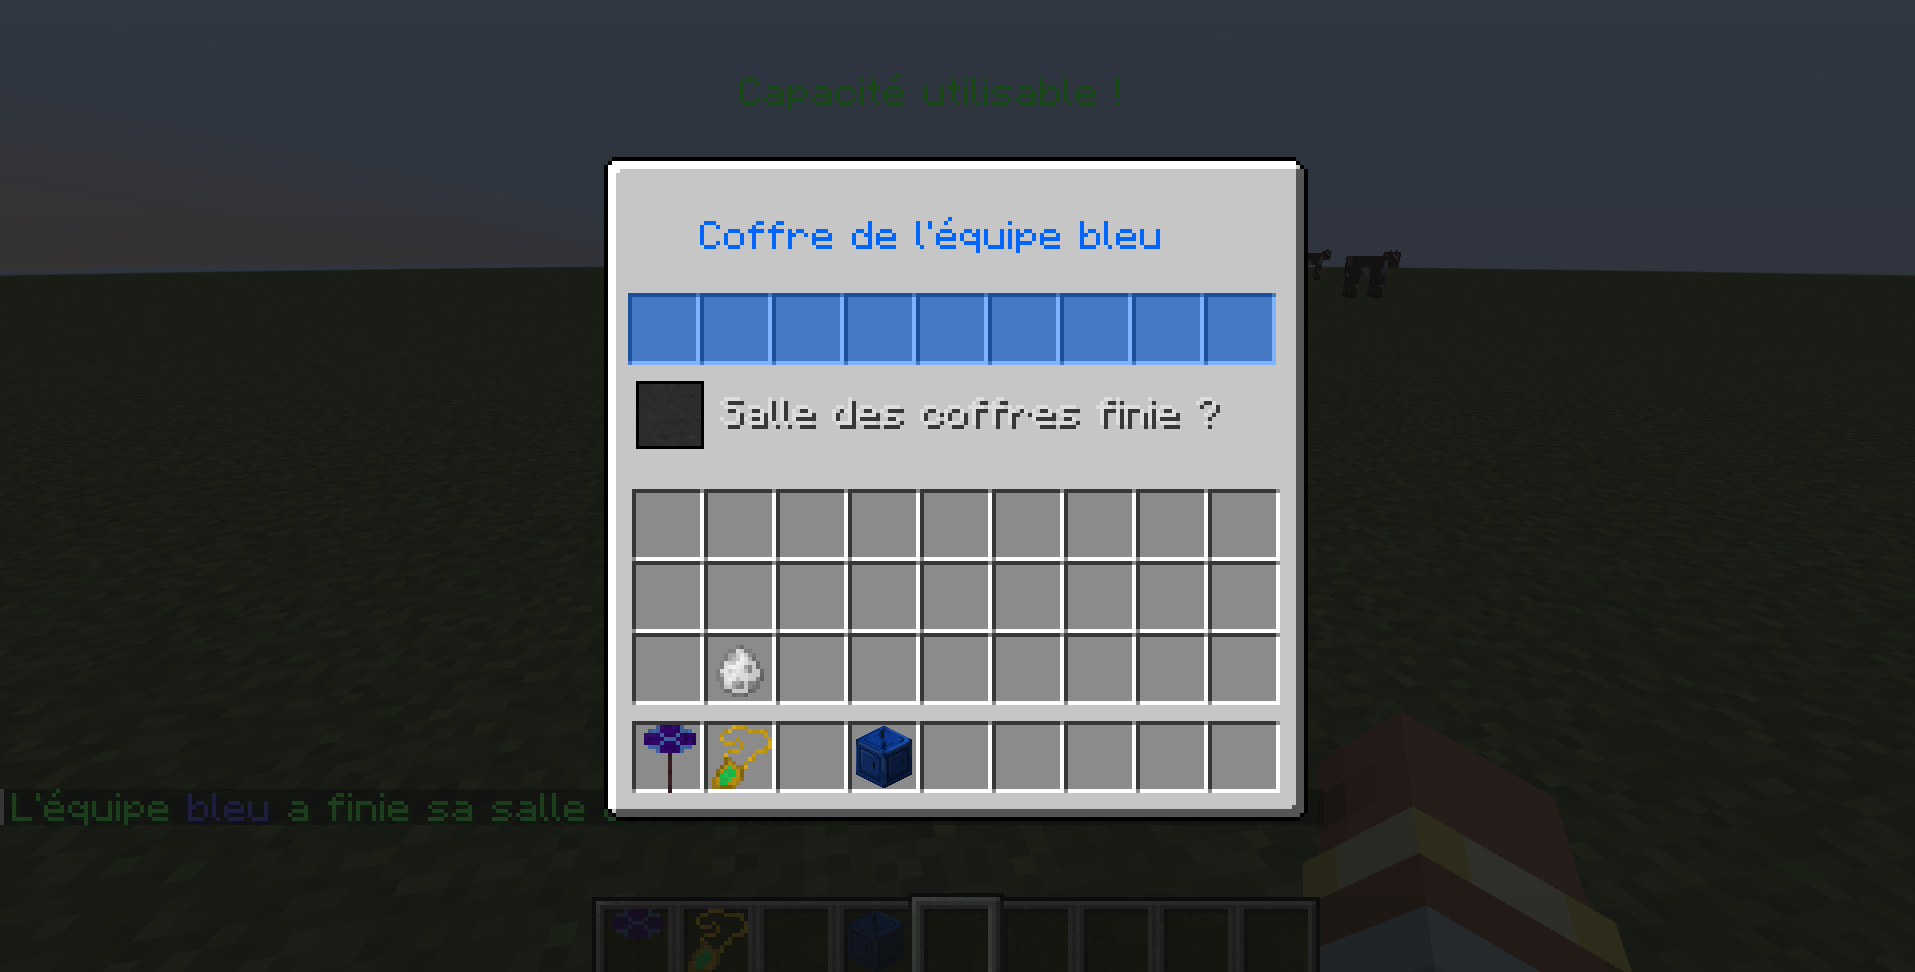 Capacité utilisable !
Coffre de l'équipe bleu
Salle des coffres finie ?
L'équipe bleu a finie sa salle